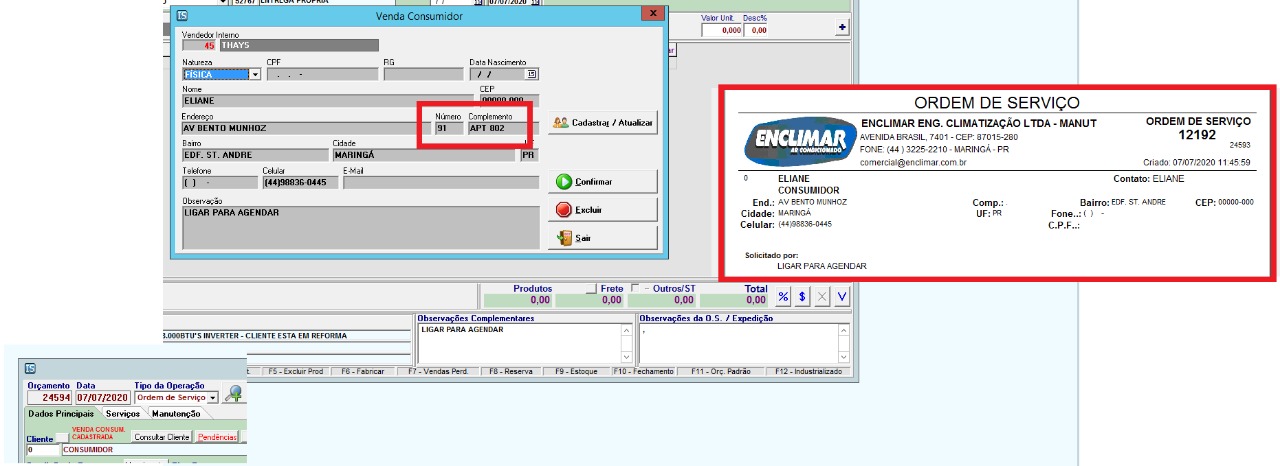 52767 ENTREGA PRÓPRIA / / 15 07/07/2020 15
Valor Unit. Desc%
0,000 0,00 +
IS Venda Consumidor x
Vendedor Interno
45 THAYS
Natureza CPF RG Data Nascimento
FÍSICA . . - / / 15
Nome CEP
ELIANE 00000-000
Endereço Número Complemento
AV BENTO MUNHOZ 91 APT 002
Cadastrar / Atualizar
Bairro Cidade
EDF. ST. ANDRE MARINGÁ PR
Telefone Celular E-Mail
( ) - (44)98836-0445
Confirmar
Observação
LIGAR PARA AGENDAR
Excluir
Sair
ORDEM DE SERVIÇO
ENCLIMAR
AR CONDICIONADO
ENCLIMAR ENG. CLIMATIZAÇÃO LTDA - MANUT
AVENIDA BRASIL, 7401 - CEP: 87015-280
FONE: (44 ) 3225-2210 - MARINGÁ - PR
comercial@enclimar.com.br
ORDEM DE SERVIÇO
12192
24593
Criado: 07/07/2020 11:45:59
0 ELIANE Contato: ELIANE
CONSUMIDOR
End.: AV BENTO MUNHOZ Comp.: Bairro: EDF. ST. ANDRE CEP: 00000-000
Cidade: MARINGÁ UF: PR Fone..: ( ) -
Celular: (44)98836-0445 C.P.F..:
Solicitado por:
LIGAR PARA AGENDAR
Produtos Frete - Outros/ST Total
0,00 0,00 0,00 0,00 % $ X V
Observações Complementares Observações da O.S. / Expedição
LIGAR PARA AGENDAR ,
.000BTU'S INVERTER - CLIENTE ESTA EM REFORMA
F5 - Excluir Prod F6 - Fabricar F7 - Vendas Perd. F8 - Reserva F9 - Estoque F10 - Fechamento F11 - Orç. Padrão F12 - Industrializado
IS
Orçamento Data Tipo da Operação
24594 07/07/2020 Ordem de Serviço
Dados Principais Serviços Manutenção
VENDA CONSUM.
Cliente CADASTRADA Consultar Cliente Pendências
0 CONSUMIDOR